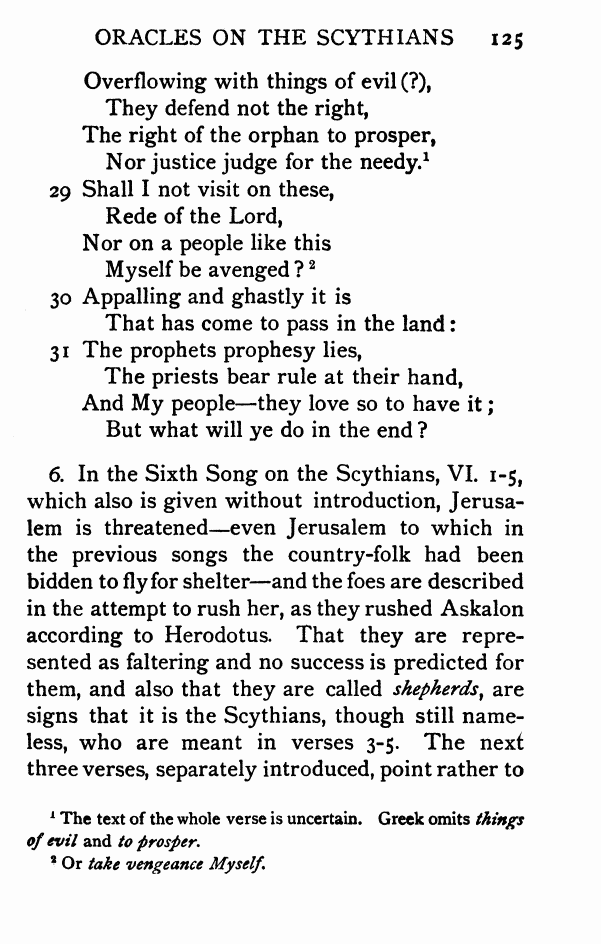 ORACLES ON THE SCYTHIANS 125
Overflowing with things of evil (?),
They defend not the right,
The right of the orphan to prosper,
Nor justice judge for the needy.¹
29 Shall I not visit on these,
Rede of the Lord,
Nor on a people like this
Myself be avenged ? ²
30 Appalling and ghastly it is
That has come to pass in the land :
31 The prophets prophesy lies,
The priests bear rule at their hand,
And My people—they love so to have it ;
But what will ye do in the end ?
6. In the Sixth Song on the Scythians, VI. 1-5,
which also is given without introduction, Jerusa-
lem is threatened—even Jerusalem to which in
the previous songs the country-folk had been
bidden to fly for shelter—and the foes are described
in the attempt to rush her, as they rushed Askalon
according to Herodotus. That they are repre-
sented as faltering and no success is predicted for
them, and also that they are called shepherds, are
signs that it is the Scythians, though still name-
less, who are meant in verses 3-5. The next
three verses, separately introduced, point rather to
¹ The text of the whole verse is uncertain. Greek omits things
of evil and to prosper.
² Or take vengeance Myself.